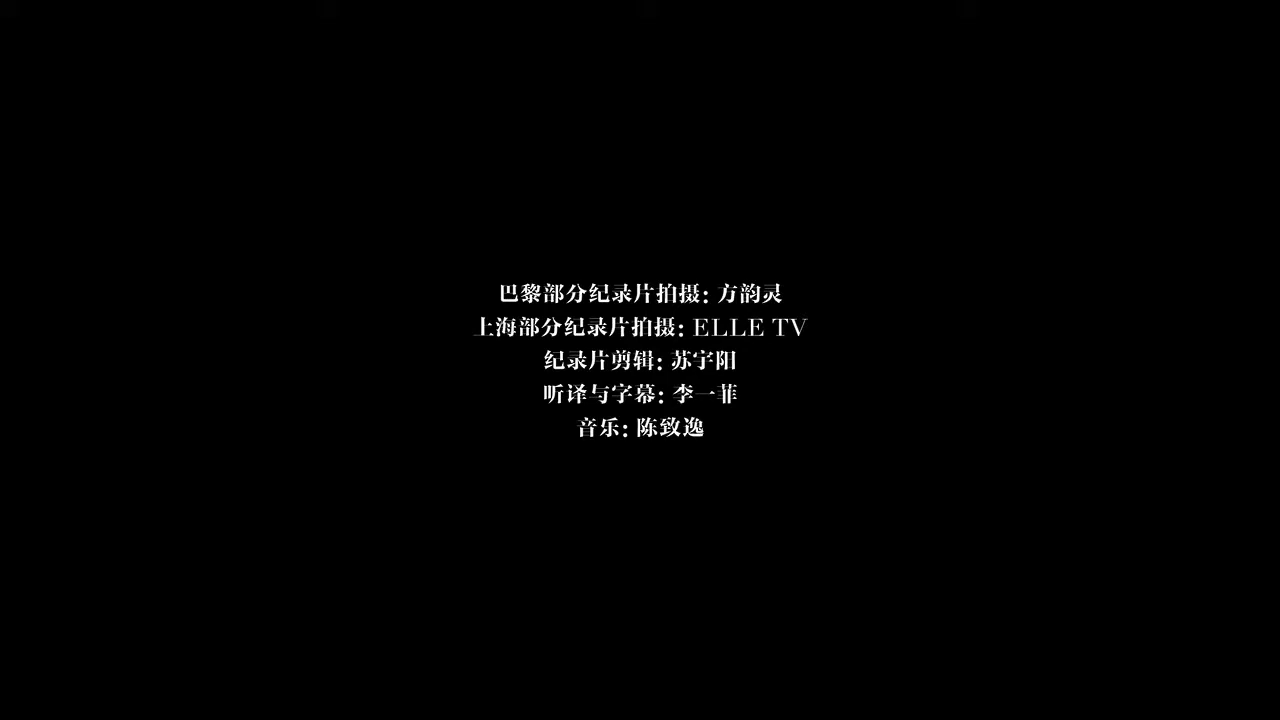 巴黎部分纪录片拍摄：方韵灵
上海部分纪录片拍摄：ELLE TV
纪录片剪辑：苏宇阳
听译与字幕：李一菲
音乐：陈致逸